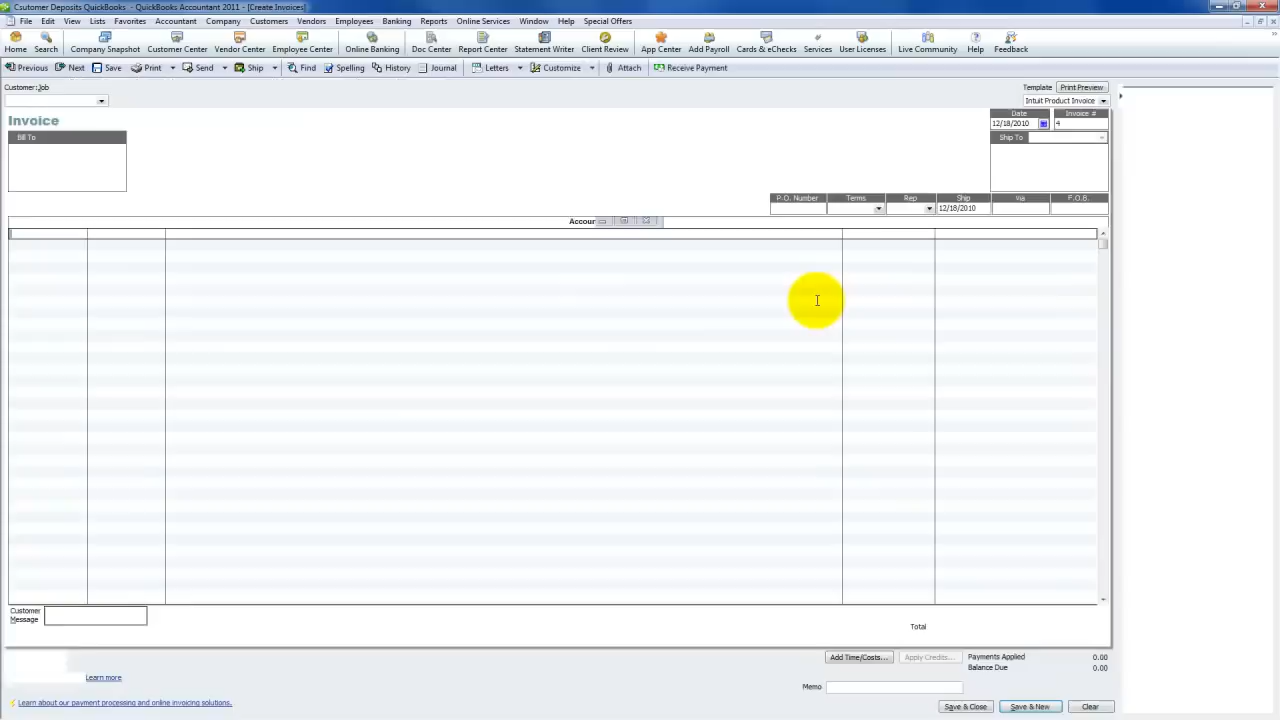 Csutomer Deposits QuickBooks - QuickBooks Accountant 2011 - [Create Invoices]
File Edit View Lists Favorites Accountant Company Customers Vendors Employees Banking Reports Online Services Window Help Special Offers
Home Search Company Snapshot Customer Center Vendor Center Employee Center Online Banking Doc Center Report Center Statement Writer Client Review App Center Add Payroll Cards & eChecks Services User Licenses Live Community Help Feedback
Previous Next Save Print Send Ship Find Spelling History Journal Letters Customize Attach Receive Payment
Customer:Job Template Print Preview
Intuit Product Invoice
Invoice Date Invoice #
12/18/2010 4
Bill To Ship To
P.O. Number Terms Rep Ship Via F.O.B.
12/18/2010
Accour
Customer
Message
Total
Add Time/Costs... Apply Credits... Payments Applied 0.00
Balance Due 0.00
Learn more
Memo
Learn about our payment processing and online invoicing solutions.
Save & Close Save & New Clear